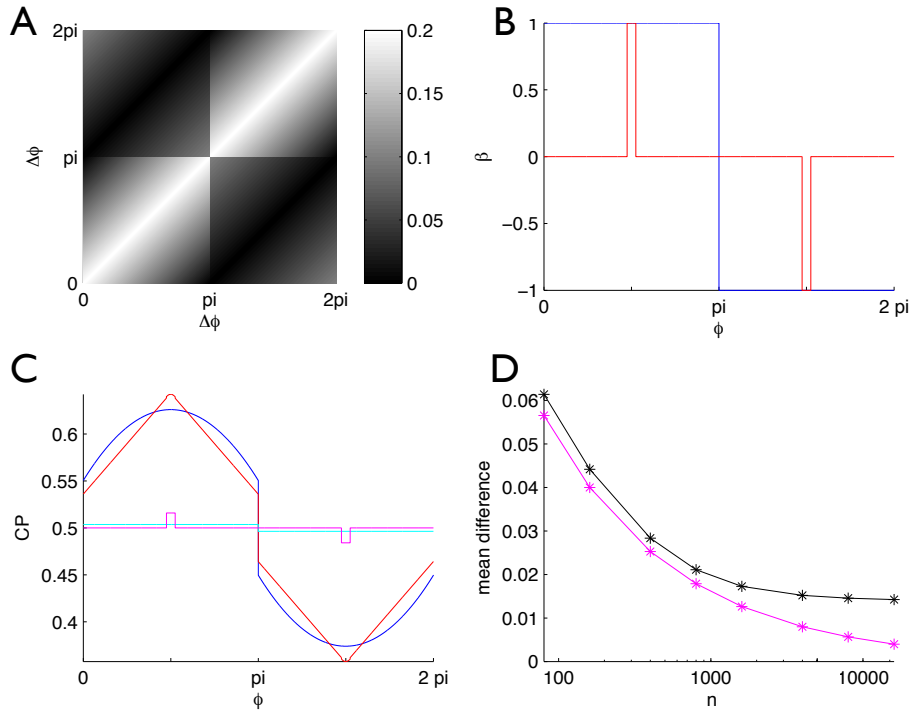 A
2pi
pi
0
Δφ
0 pi 2pi
Δφ
0.2
0.15
0.1
0.05
0
B
1
0.5
0
−0.5
−1
β
0 pi 2 pi
φ
C
0.6
0.55
0.5
0.45
0.4
CP
0 pi 2 pi
φ
D
0.06
0.05
0.04
0.03
0.02
0.01
0
mean difference
100 1000 10000
n